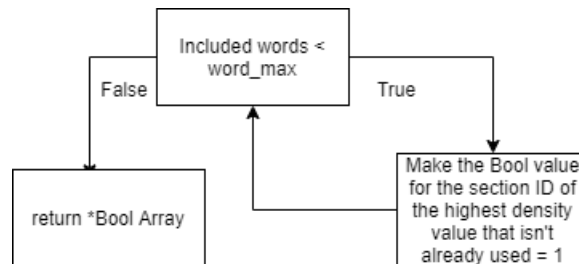 Included words <
word_max
False
True
return *Bool Array
Make the Bool value
for the section ID of
the highest density
value that isn't
already used = 1